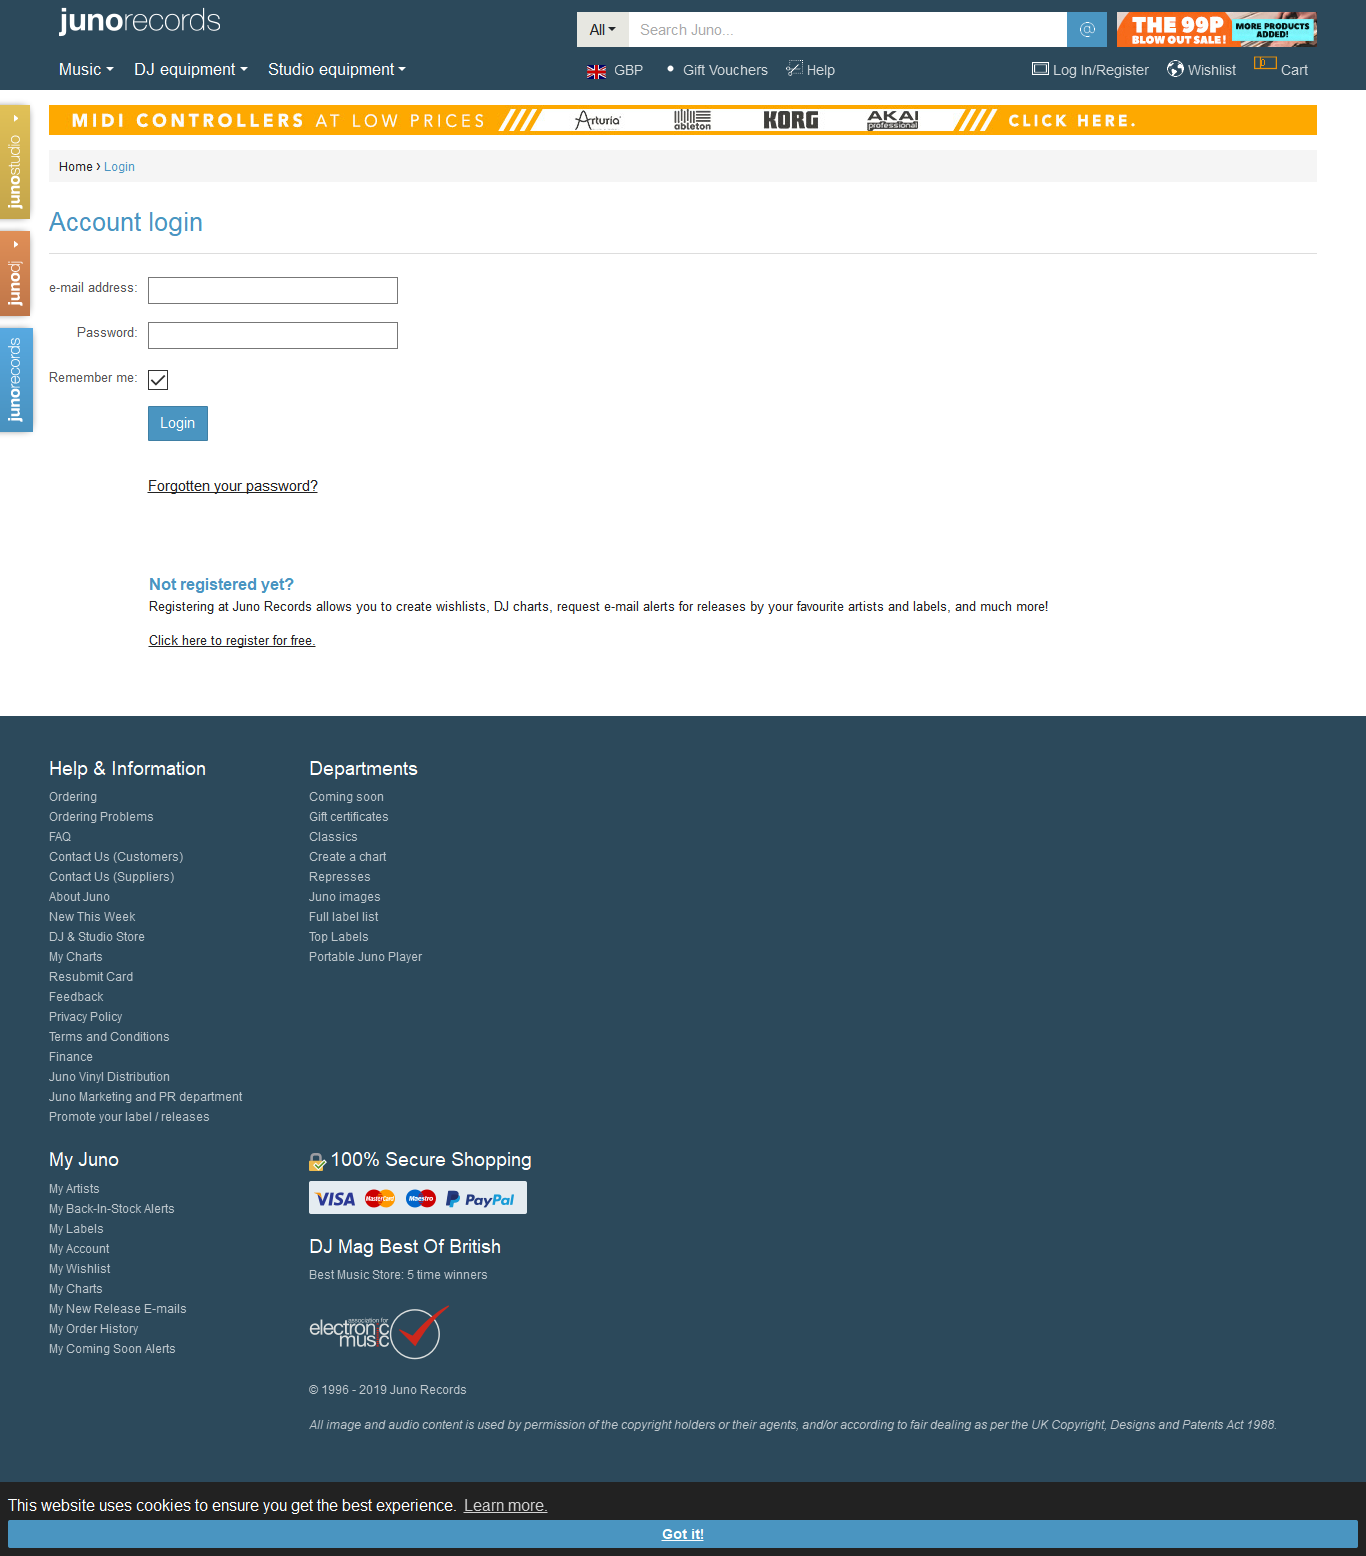 junorecords
All
Search Juno...
THE 99P
BLOW OUT SALE!
MORE PRODUCTS
ADDED!
Music
DJ equipment
Studio equipment
GBP
Gift Vouchers
Help
Log In/Register
Wishlist
Cart
MIDI CONTROLLERS AT LOW PRICES
Arturia
ableton
KORG
AKAI
professional
CLICK HERE.
junostudio
junodj
junorecords
Home › Login
Account login
e-mail address:
Password:
Remember me:
Login
Forgotten your password?
Not registered yet?
Registering at Juno Records allows you to create wishlists, DJ charts, request e-mail alerts for releases by your favourite artists and labels, and much more!
Click here to register for free.
Help & Information
Ordering
Ordering Problems
FAQ
Contact Us (Customers)
Contact Us (Suppliers)
About Juno
New This Week
DJ & Studio Store
My Charts
Resubmit Card
Feedback
Privacy Policy
Terms and Conditions
Finance
Juno Vinyl Distribution
Juno Marketing and PR department
Promote your label / releases
Departments
Coming soon
Gift certificates
Classics
Create a chart
Represses
Juno images
Full label list
Top Labels
Portable Juno Player
My Juno
My Artists
My Back-In-Stock Alerts
My Labels
My Account
My Wishlist
My Charts
My New Release E-mails
My Order History
My Coming Soon Alerts
100% Secure Shopping
VISA
MasterCard
Maestro
PayPal
DJ Mag Best Of British
Best Music Store: 5 time winners
association for
electronic
music
© 1996 - 2019 Juno Records
All image and audio content is used by permission of the copyright holders or their agents, and/or according to fair dealing as per the UK Copyright, Designs and Patents Act 1988.
This website uses cookies to ensure you get the best experience. Learn more.
Got it!